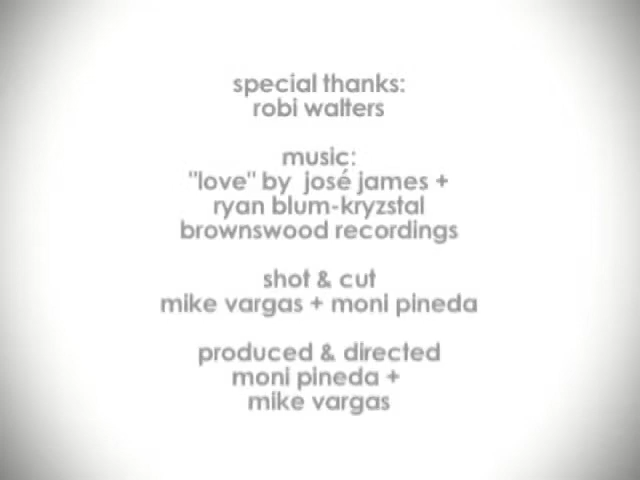 special thanks:
robi walters
music:
"love" by josé james +
ryan blum-kryzstal
brownswood recordings
shot & cut
mike vargas + moni pineda
produced & directed
moni pineda +
mike vargas